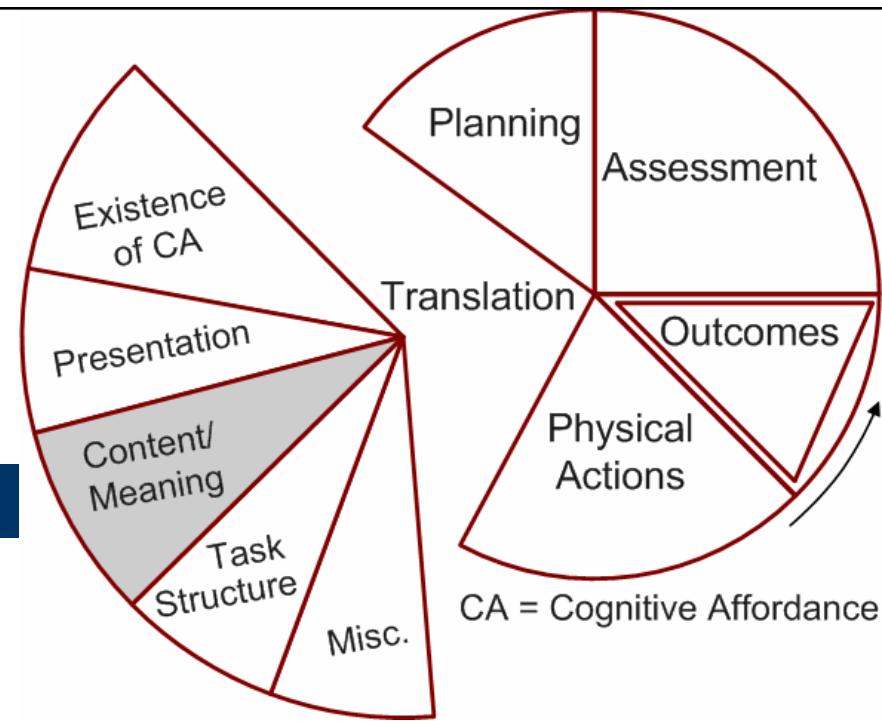 Planning
Assessment
Existence
of CA
Translation
Outcomes
Presentation
Physical
Actions
Content/
Meaning
Task
Structure
Misc.
CA = Cognitive Affordance